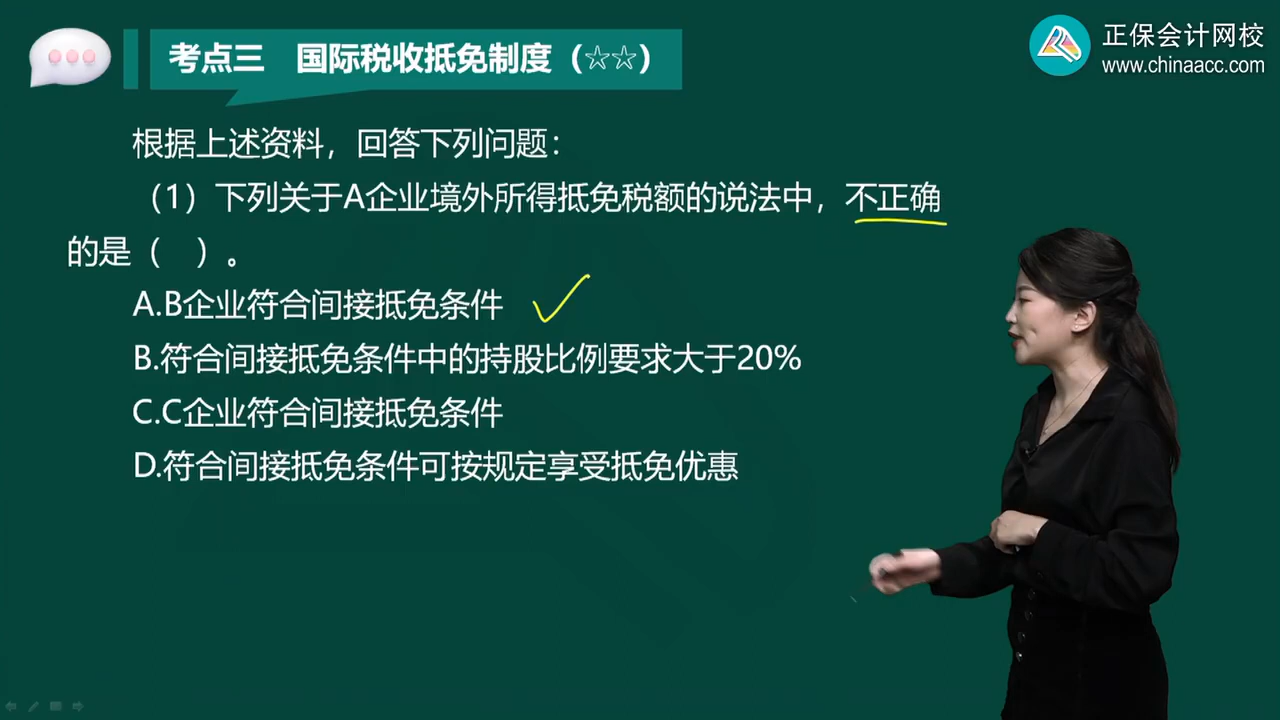 考点三 国际税收抵免制度（☆☆）
正保会计网校
www.chinaacc.com
根据上述资料，回答下列问题：
（1）下列关于A企业境外所得抵免税额的说法中，不正确
的是（ ）。
A.B企业符合间接抵免条件
B.符合间接抵免条件中的持股比例要求大于20%
C.C企业符合间接抵免条件
D.符合间接抵免条件可按规定享受抵免优惠